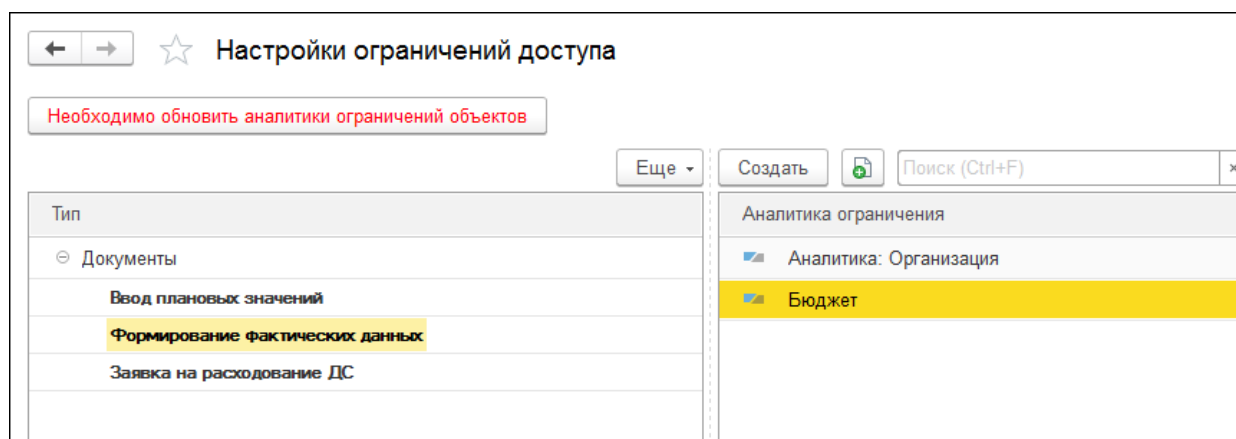 Настройки ограничений доступа
Необходимо обновить аналитики ограничений объектов
Еще
Создать
Поиск (Ctrl+F)
×
Тип
Аналитика ограничения
Документы
Аналитика: Организация
Ввод плановых значений
Бюджет
Формирование фактических данных
Заявка на расходование ДС